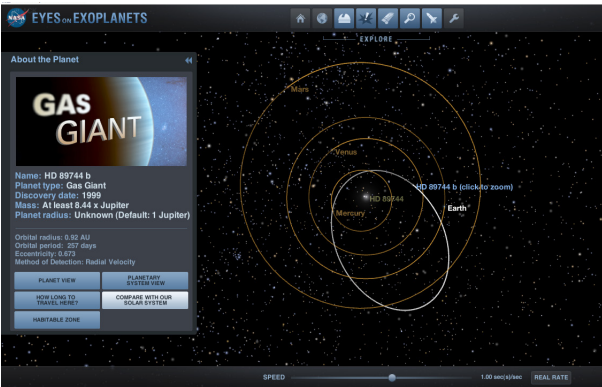 NASA EYES ON EXOPLANETS
EXPLORE
About the Planet
GAS
GIANT
Name: HD 89744 b
Planet type: Gas Giant
Discovery date: 1999
Mass: At least 8.44 x Jupiter
Planet radius: Unknown (Default: 1 Jupiter)
Orbital radius: 0.92 AU
Orbital period: 257 days
Eccentricity: 0.673
Method of Detection: Radial Velocity
PLANET VIEW
PLANETARY
SYSTEM VIEW
HOW LONG TO
TRAVEL HERE?
COMPARE WITH OUR
SOLAR SYSTEM
HABITABLE ZONE
Mars
Venus
HD 89744 b (click to zoom)
HD 89744
Earth
Mercury
SPEED
1.00 sec(s)/sec
REAL RATE